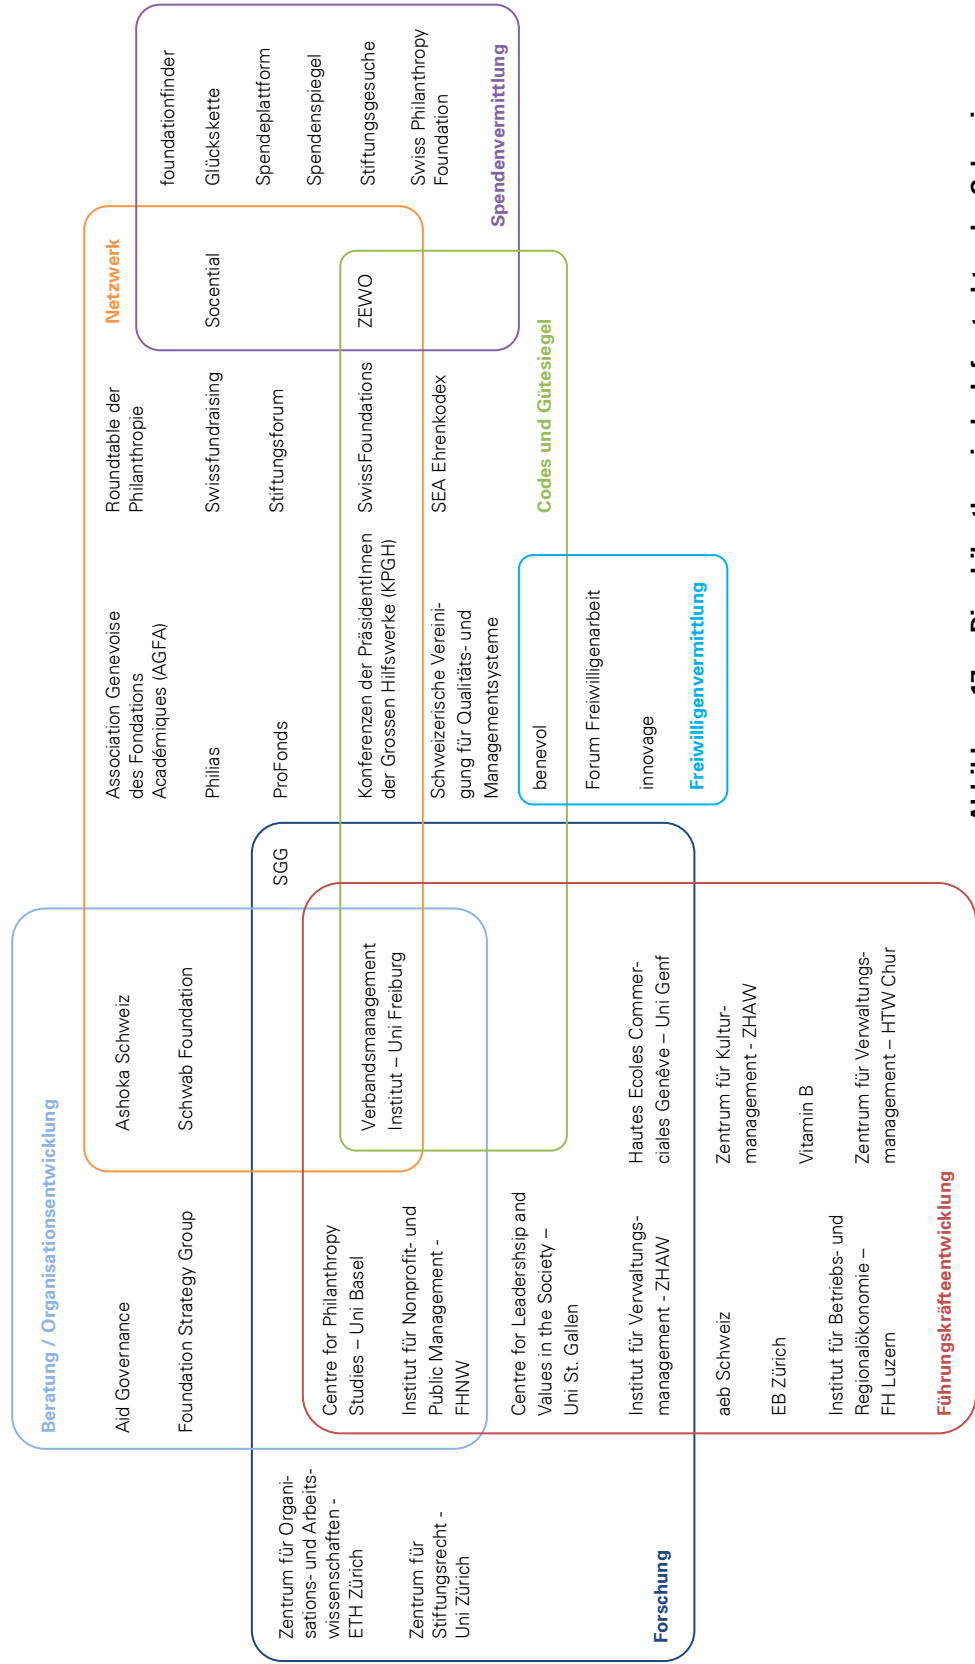 Beratung / Organisationsentwicklung
Aid Governance
Foundation Strategy Group
Ashoka Schweiz
Schwab Foundation
Netzwerk
Association Genevoise
des Fondations
Académiques (AGFA)
Philias
ProFonds
Roundtable der
Philanthropie
Swissfundraising
Stiftungsforum
Socential
foundationfinder
Glückskette
Spendeplattform
Spendenspiegel
Stiftungsgesuche
Swiss Philanthropy
Foundation
Spendenvermittlung
Zentrum für Organi-
sations- und Arbeits-
wissenschaften -
ETH Zürich
Zentrum für
Stiftungsrecht -
Uni Zürich
Forschung
Centre for Philanthropy
Studies – Uni Basel
Institut für Nonprofit- und
Public Management -
FHNW
Verbandsmanagement
Institut – Uni Freiburg
SGG
Konferenzen der PräsidentInnen
der Grossen Hilfswerke (KPGH)
Schweizerische Vereini-
gung für Qualitäts- und
Managementsysteme
SwissFoundations
SEA Ehrenkodex
ZEWO
Codes und Gütesiegel
benevol
Forum Freiwilligenarbeit
innovage
Freiwilligenvermittlung
Centre for Leadershsip and
Values in the Society –
Uni St. Gallen
Institut für Verwaltungs-
management - ZHAW
Hautes Ecoles Commer-
ciales Genêve – Uni Genf
aeb Schweiz
EB Zürich
Institut für Betriebs- und
Regionalökonomie –
FH Luzern
Zentrum für Kultur-
management - ZHAW
Vitamin B
Zentrum für Verwaltungs-
management – HTW Chur
Führungskräfteentwicklung